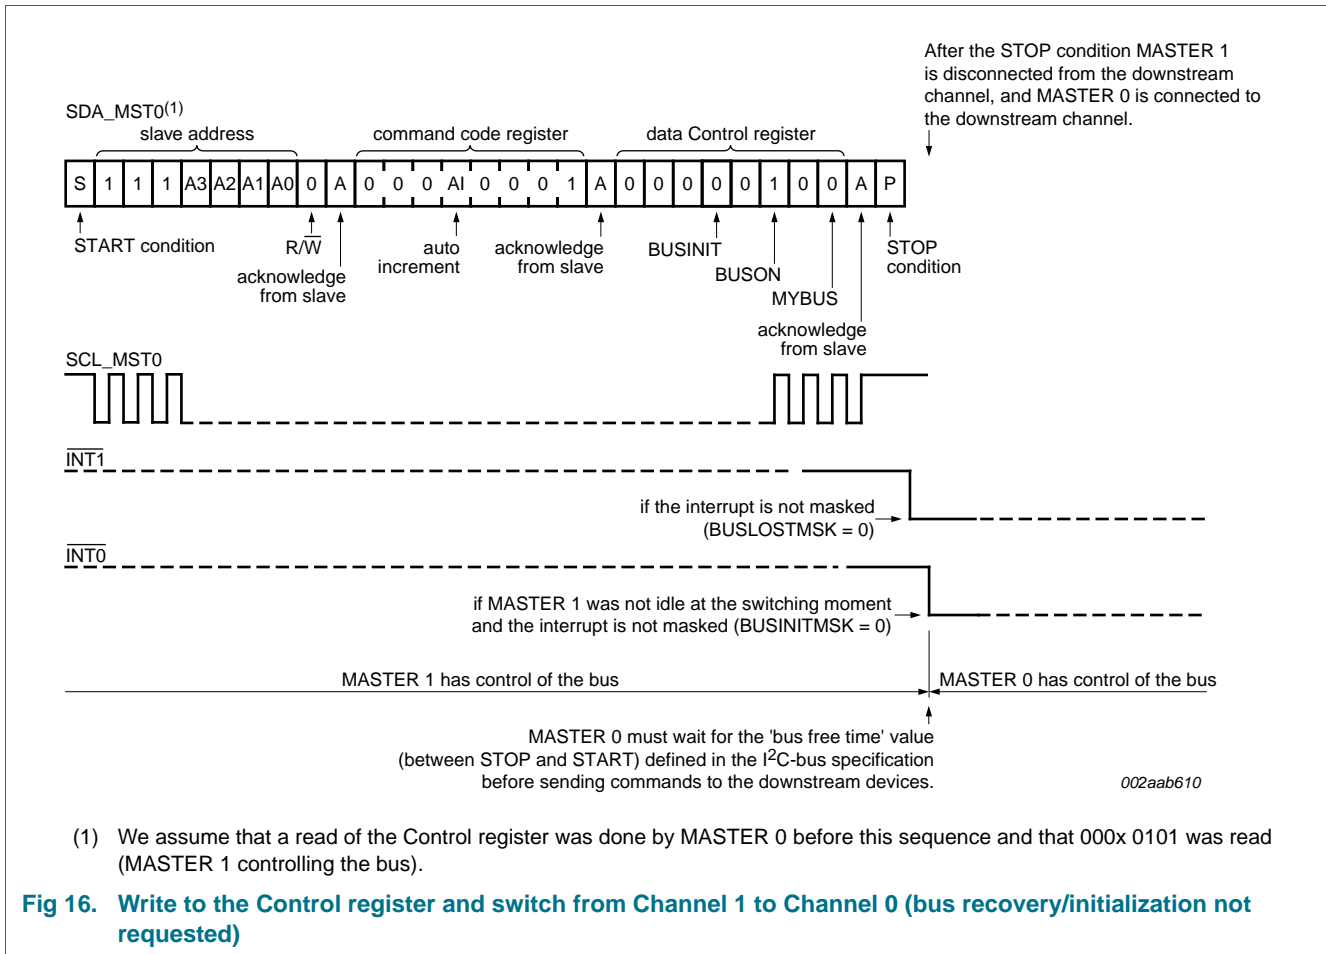 After the STOP condition MASTER 1
is disconnected from the downstream
channel, and MASTER 0 is connected to
the downstream channel.
SDA_MST0(1)
slave address command code register data Control register
S 1 1 1 A3 A2 A1 A0 0 A 0 0 0 AI 0 0 0 1 A 0 0 0 0 0 1 0 0 A P
START condition
R/W
acknowledge
from slave
auto
increment
acknowledge
from slave
BUSINIT
BUSON
MYBUS
acknowledge
from slave
STOP
condition
SCL_MST0
INT1
if the interrupt is not masked
(BUSLOSTMSK = 0)
INT0
if MASTER 1 was not idle at the switching moment
and the interrupt is not masked (BUSINITMSK = 0)
MASTER 1 has control of the bus MASTER 0 has control of the bus
MASTER 0 must wait for the 'bus free time' value
(between STOP and START) defined in the I2C-bus specification
before sending commands to the downstream devices.
002aab610
(1) We assume that a read of the Control register was done by MASTER 0 before this sequence and that 000x 0101 was read
(MASTER 1 controlling the bus).
Fig 16. Write to the Control register and switch from Channel 1 to Channel 0 (bus recovery/initialization not
requested)